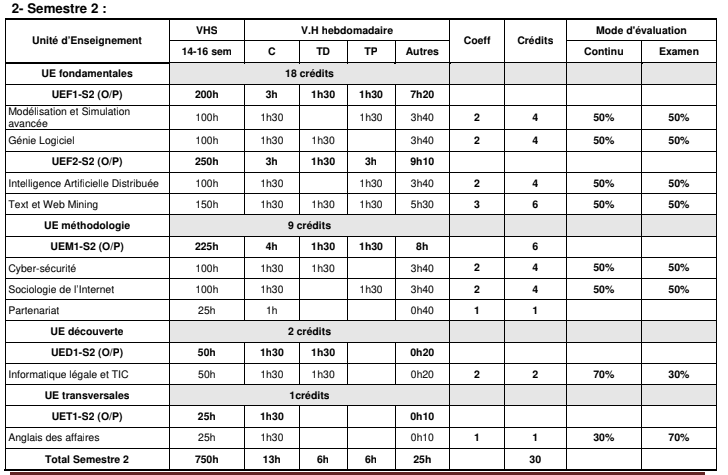 2- Semestre 2 :
Unité d'Enseignement VHS V.H hebdomadaire Coeff Crédits Mode d'évaluation
14-16 sem C TD TP Autres Continu Examen
UE fondamentales 18 crédits
UEF1-S2 (O/P) 200h 3h 1h30 1h30 7h20
Modélisation et Simulation
avancée 100h 1h30 1h30 3h40 2 4 50% 50%
Génie Logiciel 100h 1h30 1h30 3h40 2 4 50% 50%
UEF2-S2 (O/P) 250h 3h 1h30 3h 9h10
Intelligence Artificielle Distribuée 100h 1h30 1h30 3h40 2 4 50% 50%
Text et Web Mining 150h 1h30 1h30 1h30 5h30 3 6 50% 50%
UE méthodologie 9 crédits
UEM1-S2 (O/P) 225h 4h 1h30 1h30 8h 6
Cyber-sécurité 100h 1h30 1h30 3h40 2 4 50% 50%
Sociologie de l'Internet 100h 1h30 1h30 3h40 2 4 50% 50%
Partenariat 25h 1h 0h40 1 1
UE découverte 2 crédits
UED1-S2 (O/P) 50h 1h30 1h30 0h20
Informatique légale et TIC 50h 1h30 1h30 0h20 2 2 70% 30%
UE transversales 1crédits
UET1-S2 (O/P) 25h 1h30 0h10
Anglais des affaires 25h 1h30 0h10 1 1 30% 70%
Total Semestre 2 750h 13h 6h 6h 25h 30